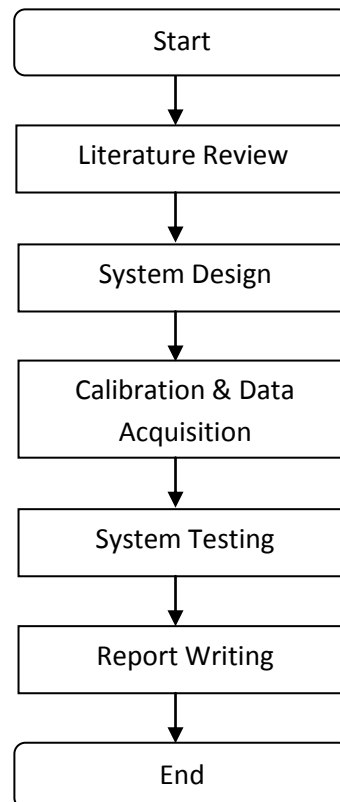 Start
Literature Review
System Design
Calibration & Data
Acquisition
System Testing
Report Writing
End